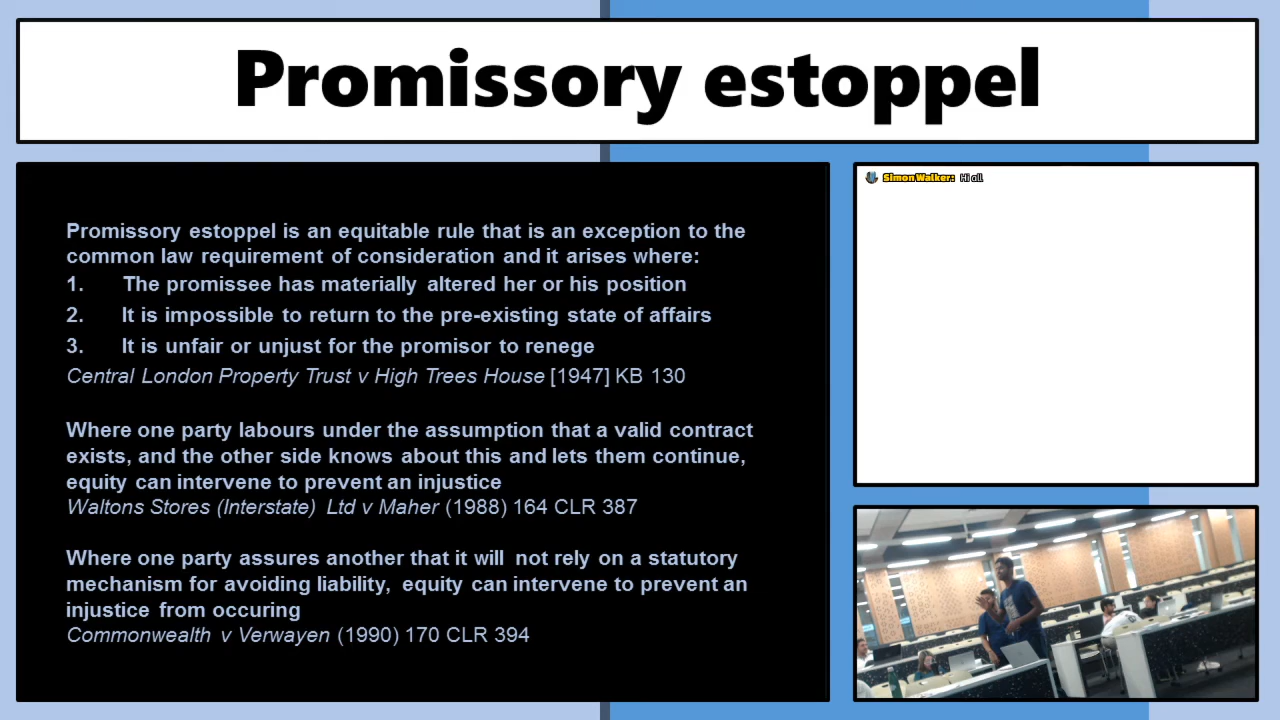 Promissory estoppel
Promissory estoppel is an equitable rule that is an exception to the
common law requirement of consideration and it arises where:
1. The promissee has materially altered her or his position
2. It is impossible to return to the pre-existing state of affairs
3. It is unfair or unjust for the promisor to renege
Central London Property Trust v High Trees House [1947] KB 130
Where one party labours under the assumption that a valid contract
exists, and the other side knows about this and lets them continue,
equity can intervene to prevent an injustice
Waltons Stores (Interstate) Ltd v Maher (1988) 164 CLR 387
Where one party assures another that it will not rely on a statutory
mechanism for avoiding liability, equity can intervene to prevent an
injustice from occuring
Commonwealth v Verwayen (1990) 170 CLR 394
Simon Walker: Hi all